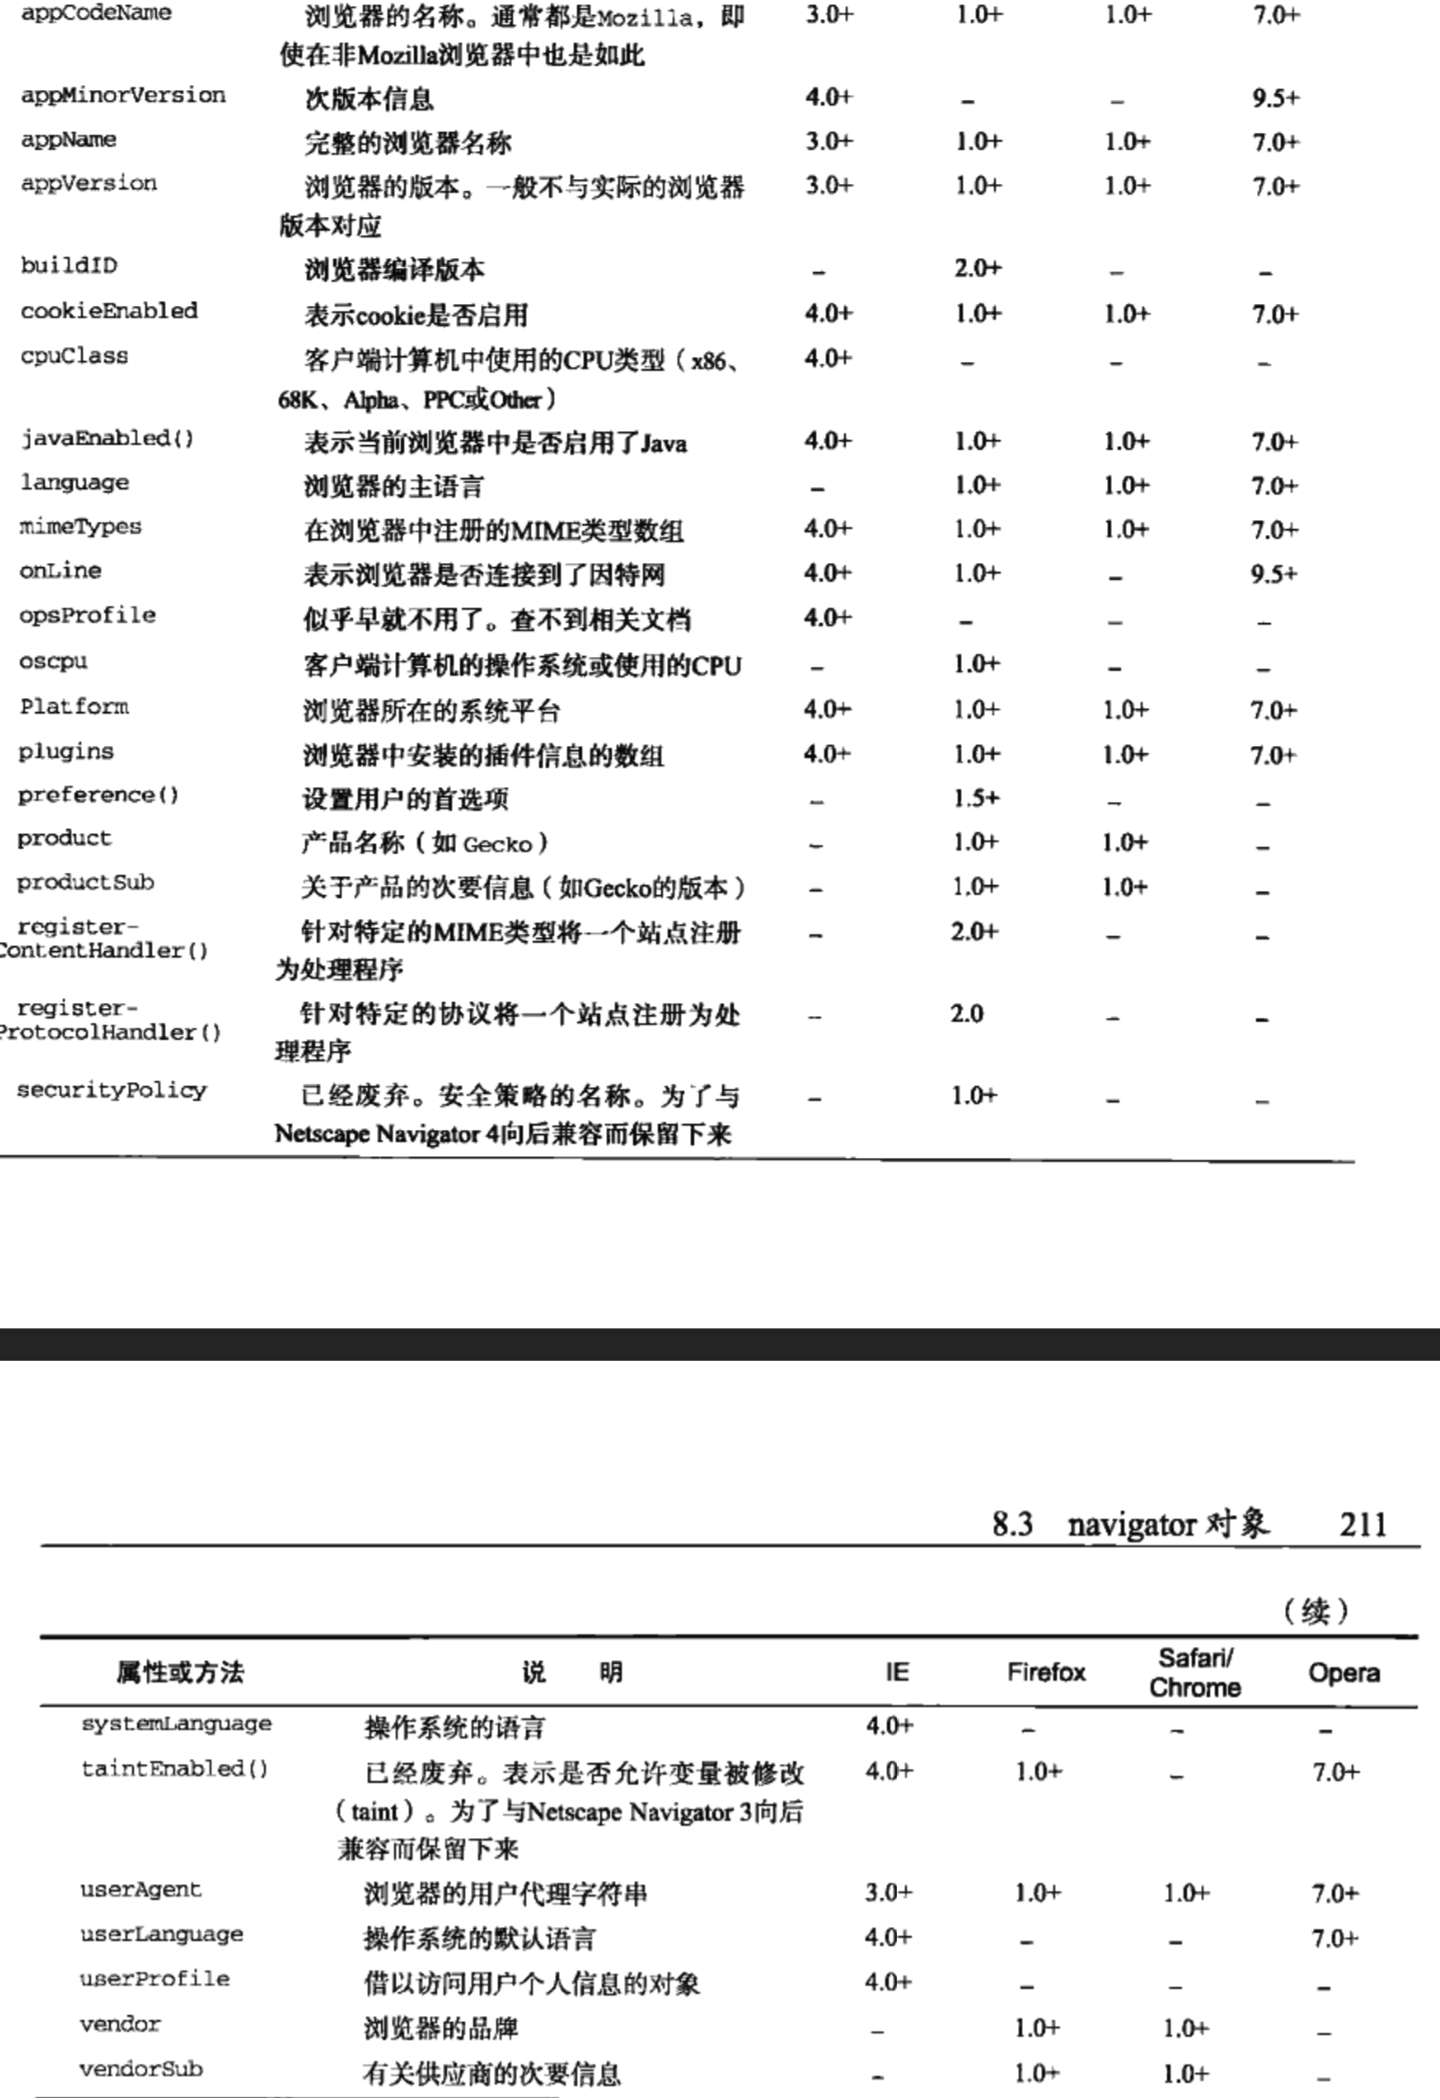 appCodeName 浏览器的名称。通常都是Mozilla，即 3.0+ 1.0+ 1.0+ 7.0+
使在非Mozilla浏览器中也是如此
appMinorVersion 次版本信息 4.0+ – – 9.5+
appName 完整的浏览器名称 3.0+ 1.0+ 1.0+ 7.0+
appVersion 浏览器的版本。一般不与实际的浏览器 3.0+ 1.0+ 1.0+ 7.0+
版本对应
buildID 浏览器编译版本 – 2.0+ – –
cookieEnabled 表示cookie是否启用 4.0+ 1.0+ 1.0+ 7.0+
cpuClass 客户端计算机中使用的CPU类型（x86、 4.0+ – – –
68K、Alpha、PPC或Other）
javaEnabled() 表示当前浏览器中是否启用了Java 4.0+ 1.0+ 1.0+ 7.0+
language 浏览器的主语言 – 1.0+ 1.0+ 7.0+
mimeTypes 在浏览器中注册的MIME类型数组 4.0+ 1.0+ 1.0+ 7.0+
onLine 表示浏览器是否连接到了因特网 4.0+ 1.0+ – 9.5+
opsProfile 似乎早就不用了。查不到相关文档 4.0+ – – –
oscpu 客户端计算机的操作系统或使用的CPU – 1.0+ – –
Platform 浏览器所在的系统平台 4.0+ 1.0+ 1.0+ 7.0+
plugins 浏览器中安装的插件信息的数组 4.0+ 1.0+ 1.0+ 7.0+
preference() 设置用户的首选项 – 1.5+ – –
product 产品名称（如 Gecko） – 1.0+ 1.0+ –
productSub 关于产品的次要信息（如Gecko的版本） – 1.0+ 1.0+ –
register- 针对特定的MIME类型将一个站点注册 – 2.0+ – –
ContentHandler() 为处理程序
register- 针对特定的协议将一个站点注册为处 – 2.0 – –
ProtocolHandler() 理程序
securityPolicy 已经废弃。安全策略的名称。为了与 – 1.0+ – –
Netscape Navigator 4向后兼容而保留下来
8.3 navigator 对象 211
（续）
属性或方法 说 明 IE Firefox Safari/ Chrome Opera
systemLanguage 操作系统的语言 4.0+ – – –
taintEnabled() 已经废弃。表示是否允许变量被修改 4.0+ 1.0+ – 7.0+
（taint）。为了与Netscape Navigator 3向后
兼容而保留下来
userAgent 浏览器的用户代理字符串 3.0+ 1.0+ 1.0+ 7.0+
userLanguage 操作系统的默认语言 4.0+ – – 7.0+
userProfile 借以访问用户个人信息的对象 4.0+ – – –
vendor 浏览器的品牌 – 1.0+ 1.0+ –
vendorSub 有关供应商的次要信息 – 1.0+ 1.0+ –